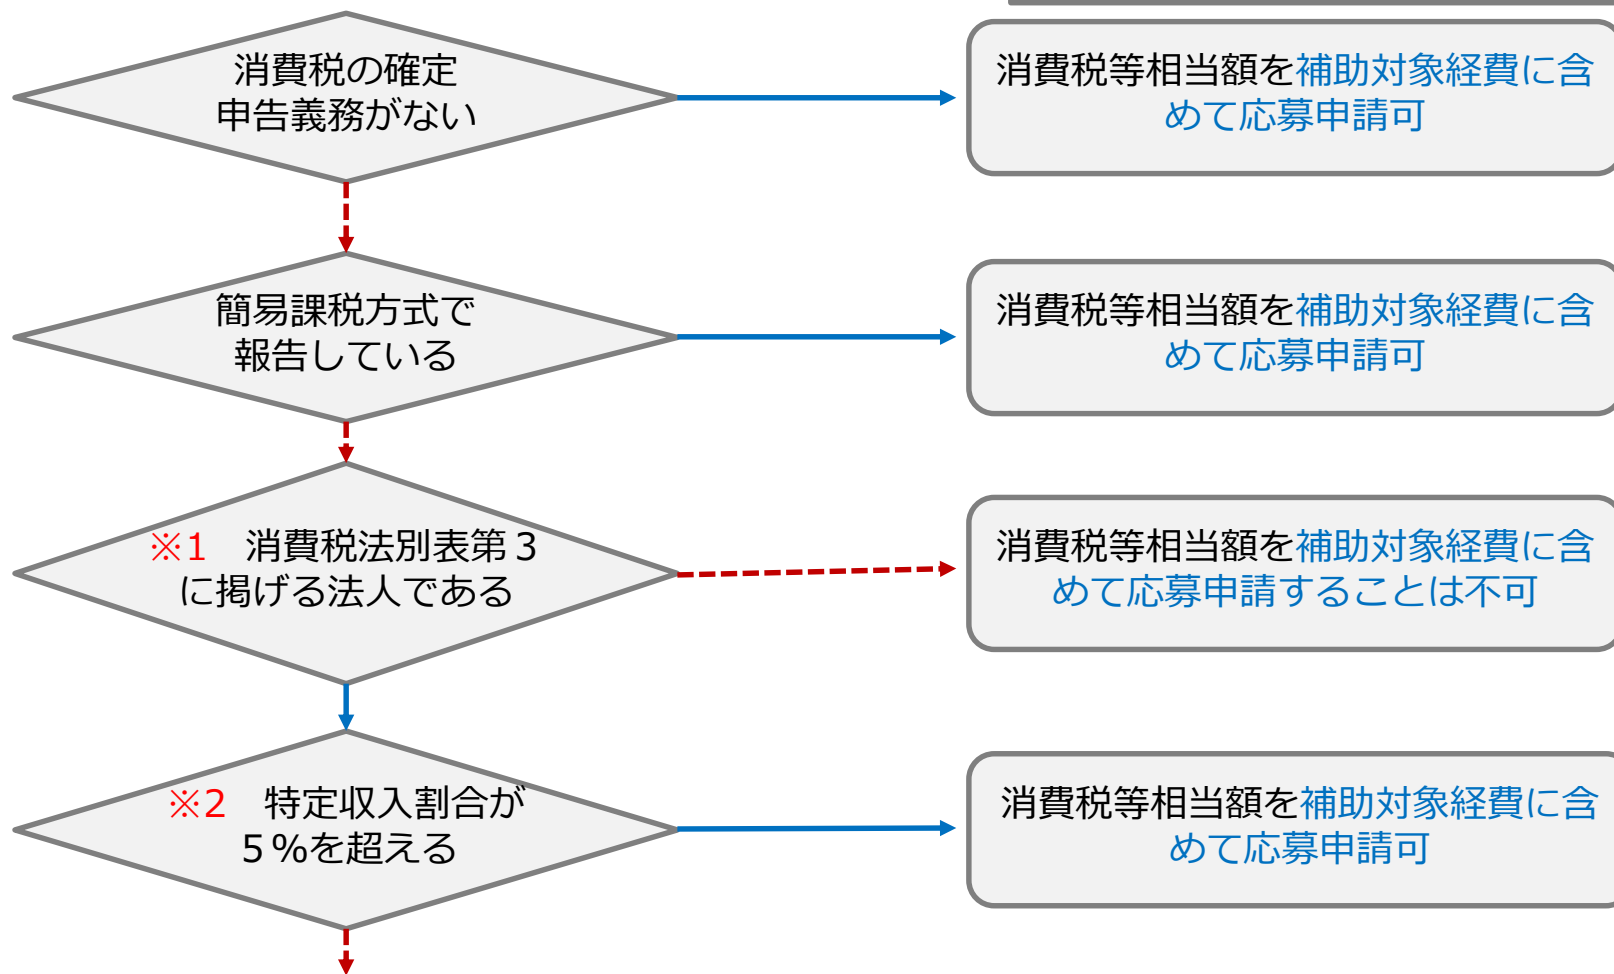 消費税の確定
申告義務がない
消費税等相当額を補助対象経費に含
めて応募申請可
簡易課税方式で
報告している
消費税等相当額を補助対象経費に含
めて応募申請可
※1　消費税法別表第３
に掲げる法人である
消費税等相当額を補助対象経費に含
めて応募申請することは不可
※2　特定収入割合が
５%を超える
消費税等相当額を補助対象経費に含
めて応募申請可